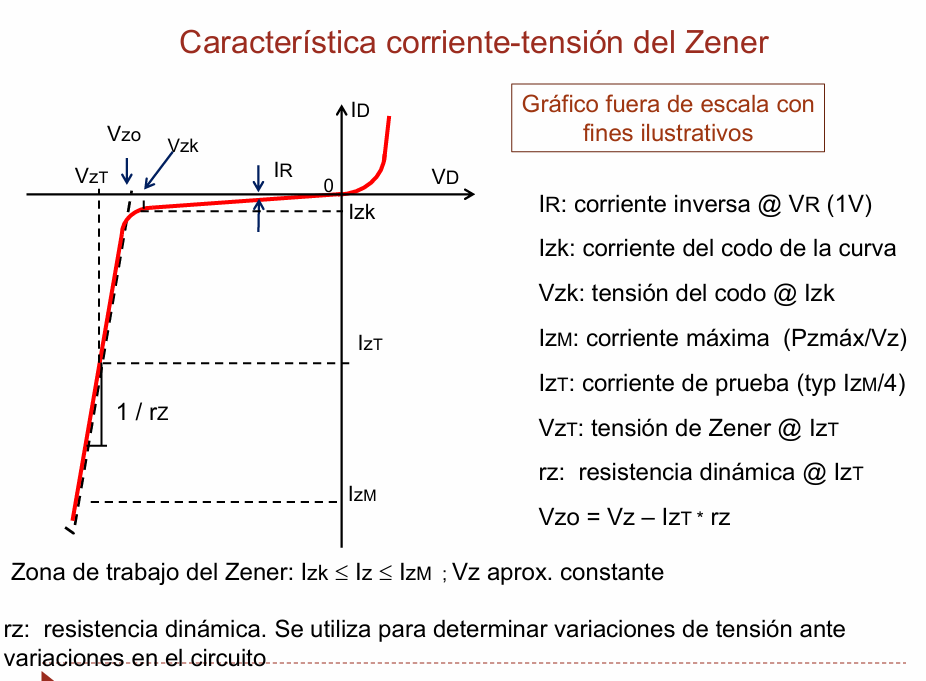 Característica corriente-tensión del Zener
Gráfico fuera de escala con
fines ilustrativos
ID
Vzo
Vzk
VzT
IR
0
VD
Izk
IzT
1 / rZ
IzM
IR: corriente inversa @ VR (1V)
Izk: corriente del codo de la curva
Vzk: tensión del codo @ Izk
IzM: corriente máxima (Pzmáx/Vz)
IzT: corriente de prueba (typ IzM/4)
VzT: tensión de Zener @ IzT
rz: resistencia dinámica @ IzT
Vzo = Vz – IzT * rz
Zona de trabajo del Zener: Izk ≤ Iz ≤ IzM ; Vz aprox. constante
rz: resistencia dinámica. Se utiliza para determinar variaciones de tensión ante
variaciones en el circuito